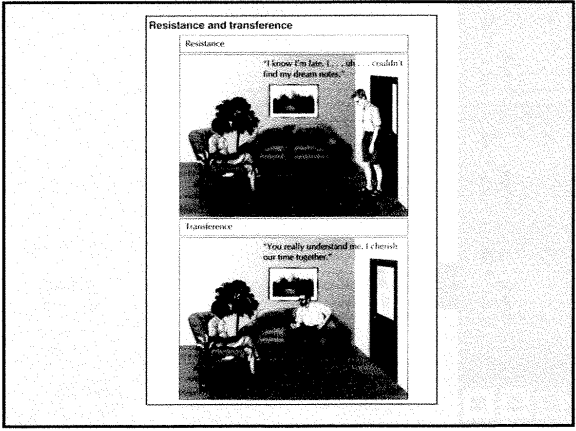 Resistance and transference
Resistance
"I know I'm late. I . . . uh . . . couldn't
find my dream notes."
Transference
"You really understand me. I cherish
our time together."